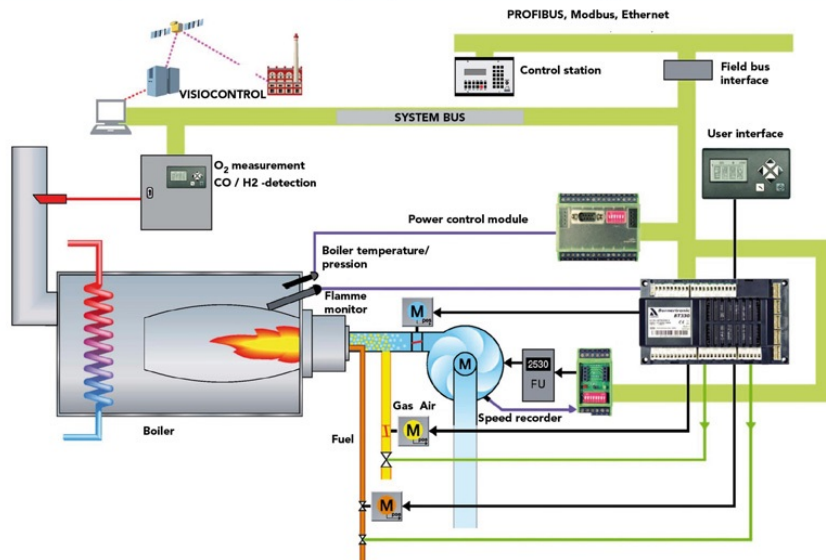 PROFIBUS, Modbus, Ethernet
Control station
Field bus
interface
VISIOCONTROL
SYSTEM BUS
User interface
O2 measurement
CO / H2 -detection
Power control module
Boiler temperature/
pression
Flamme
monitor
M
M
2530
FU
Gas Air
Speed recorder
M
Boiler
Fuel
M